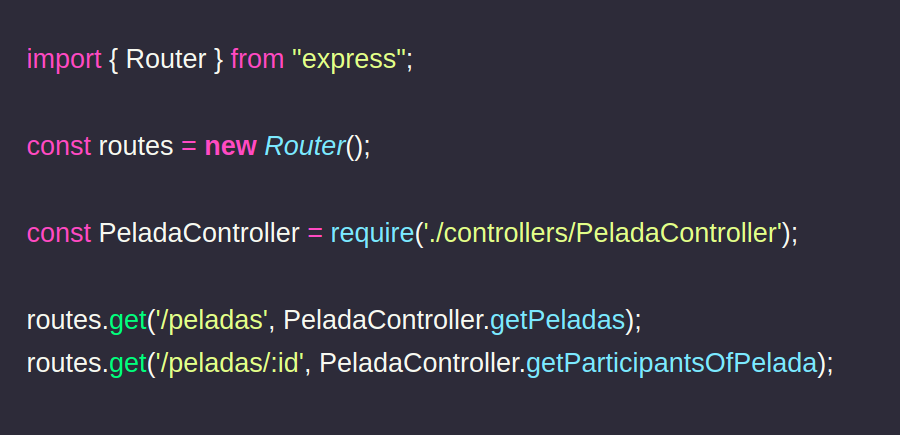 import { Router } from "express";
const routes = new Router();
const PeladaController = require('./controllers/PeladaController');
routes.get('/peladas', PeladaController.getPeladas);
routes.get('/peladas/:id', PeladaController.getParticipantsOfPelada);